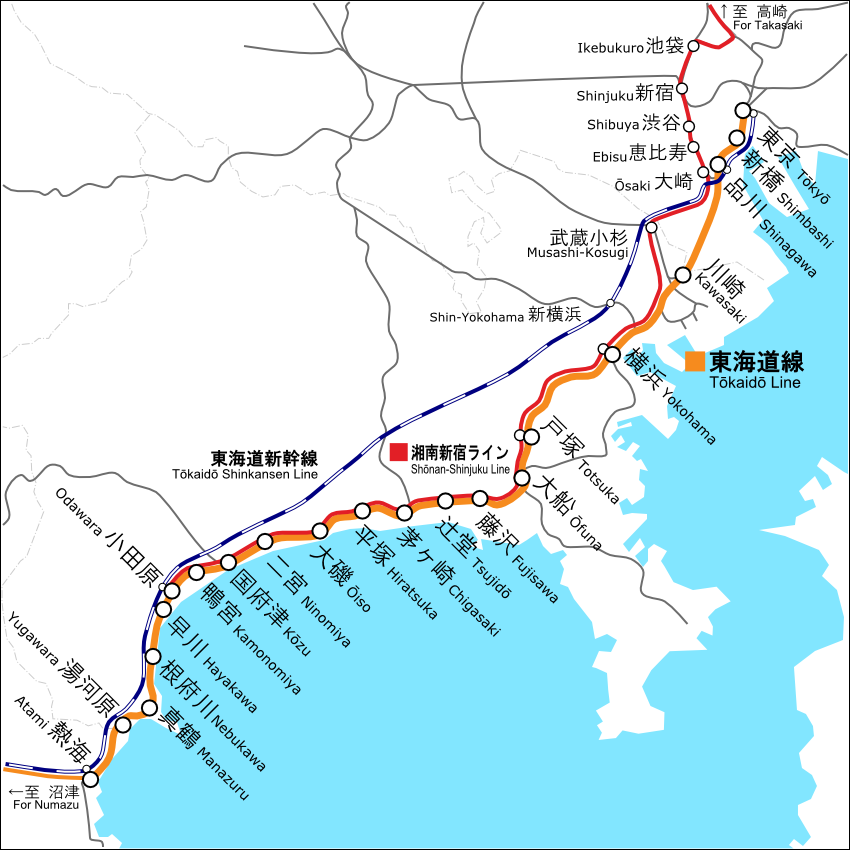 ↑至 高崎
For Takasaki
Ikebukuro 池袋
Shinjuku 新宿
Shibuya 渋谷
Ebisu 恵比寿
Ōsaki 大崎
東京 Tōkyō
新橋 Shimbashi
品川 Shinagawa
武蔵小杉
Musashi-Kosugi
川崎
Kawasaki
Shin-Yokohama 新横浜
横浜 Yokohama
東海道線
Tōkaidō Line
戸塚 Totsuka
湘南新宿ライン
Shōnan-Shinjuku Line
東海道新幹線
Tōkaidō Shinkansen Line
大船 Ōfuna
藤沢 Fujisawa
辻堂 Tsujidō
茅ヶ崎 Chigasaki
平塚 Hiratsuka
大磯 Ōiso
二宮 Ninomiya
国府津 Kōzu
鴨宮 Kamonomiya
Odawara 小田原
早川 Hayakawa
根府川 Nebukawa
真鶴 Manazuru
Yugawara 湯河原
Atami 熱海
←至 沼津
For Numazu